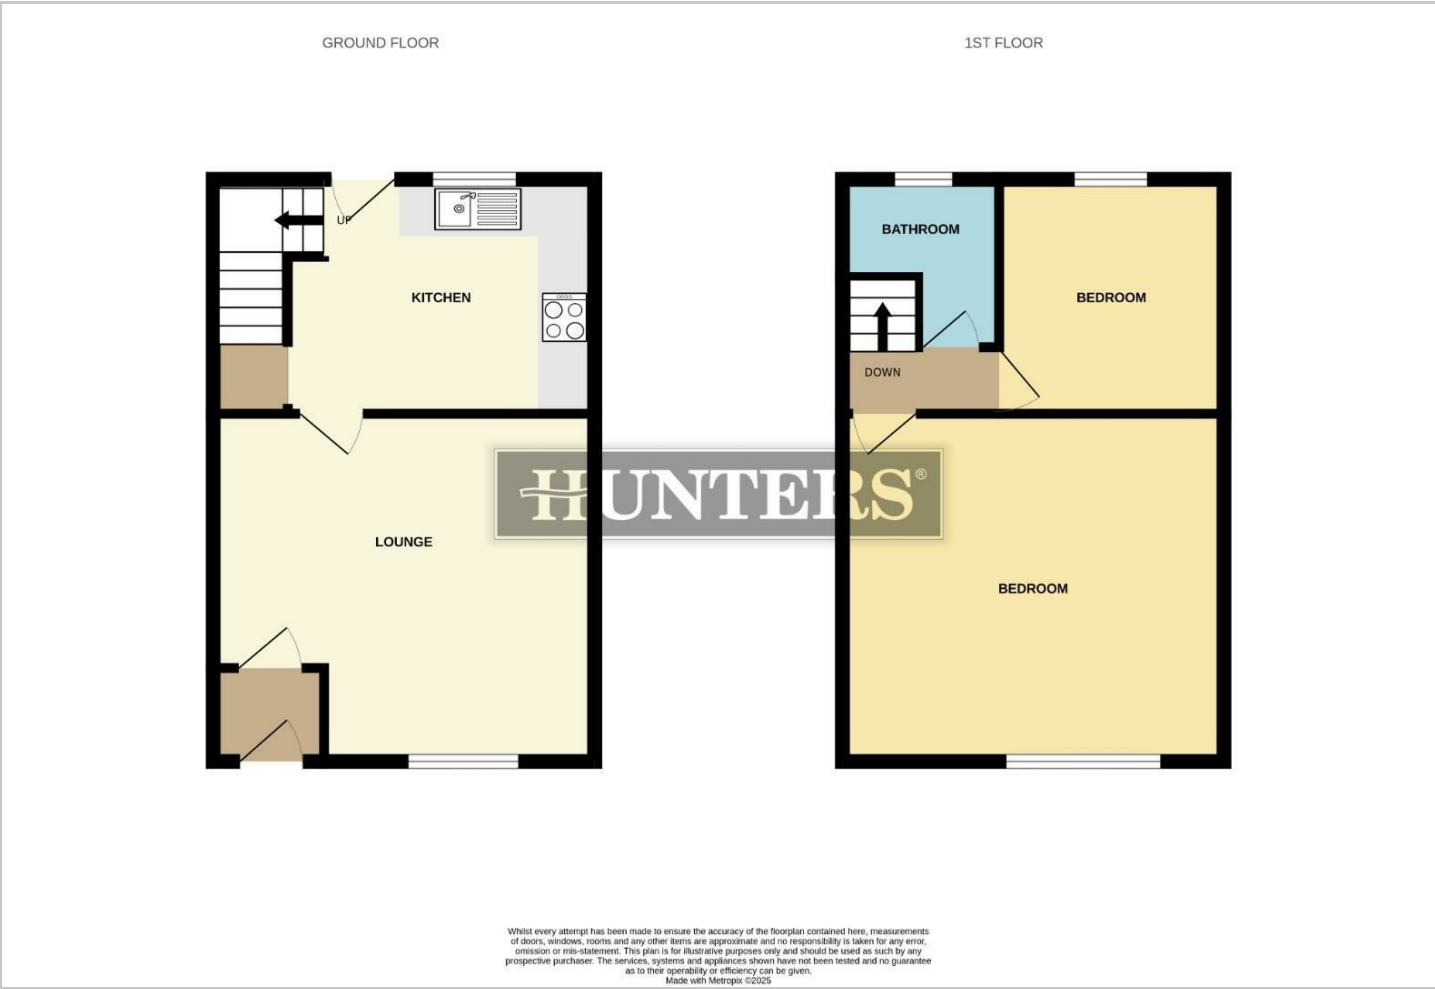 GROUND FLOOR
1ST FLOOR
UP
KITCHEN
LOUNGE
BATHROOM
BEDROOM
DOWN
BEDROOM
HUNTERS®
Whilst every attempt has been made to ensure the accuracy of the floorplan contained here, measurements
of doors, windows, rooms and any other items are approximate and no responsibility is taken for any error,
omission or mis-statement. This plan is for illustrative purposes only and should be used as such by any
prospective purchaser. The services, systems and appliances shown have not been tested and no guarantee
as to their operability or efficiency can be given.
Made with Metropix ©2025